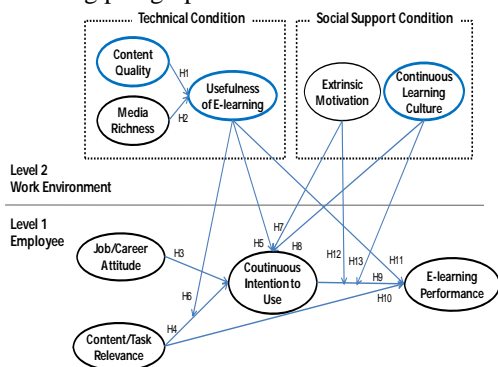 Technical Condition
Social Support Condition
Content
Quality
H1
Usefulness
of E-learning
H2
Media
Richness
Extrinsic
Motivation
Continuous
Learning
Culture
Level 2
Work Environment
Level 1
Employee
Job/Career
Attitude
H3
H7
H5
H8
Coutinuous
Intention to
Use
H12
H13
H11
H9
H10
E-learning
Performance
H6
H4
Content/Task
Relevance